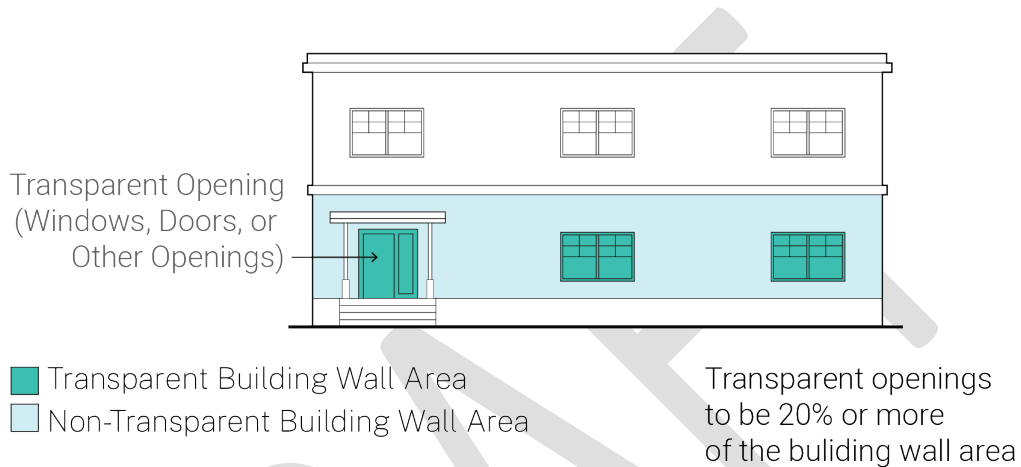 Transparent Opening
(Windows, Doors, or
Other Openings)
Transparent Building Wall Area
Non-Transparent Building Wall Area
Transparent openings
to be 20% or more
of the buliding wall area